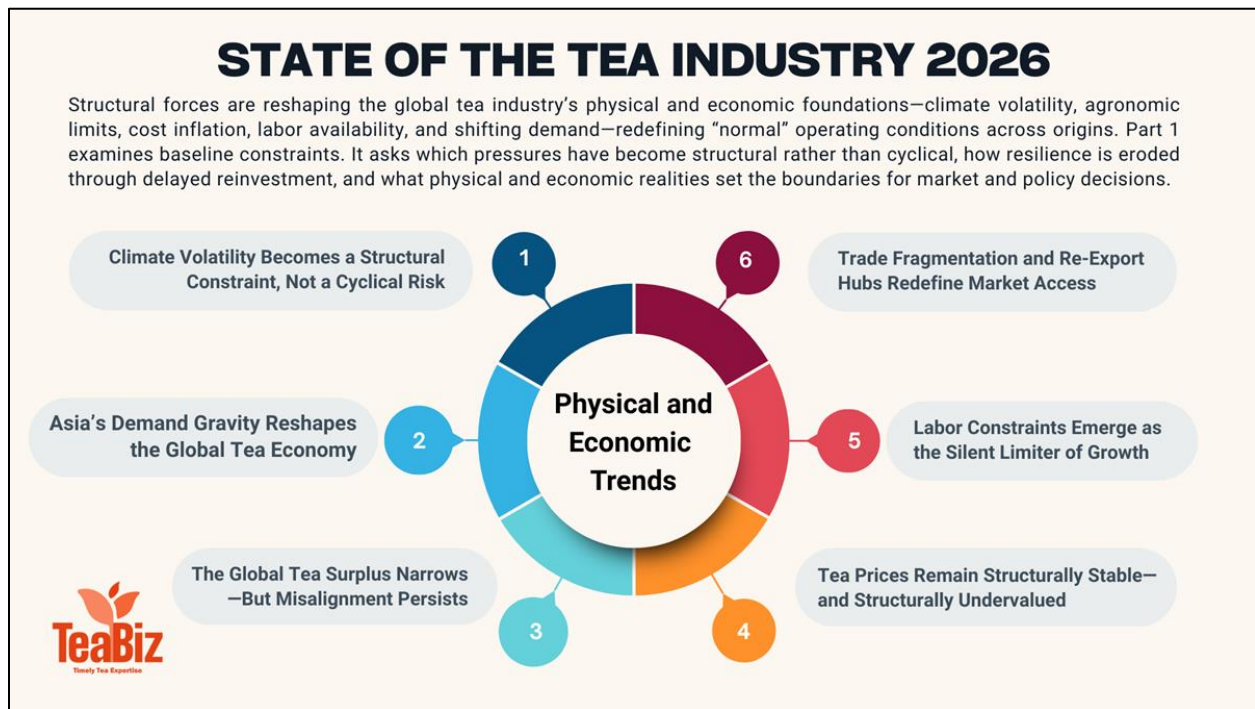 STATE OF THE TEA INDUSTRY 2026
Structural forces are reshaping the global tea industry's physical and economic foundations—climate volatility, agronomic
limits, cost inflation, labor availability, and shifting demand—redefining “normal” operating conditions across origins. Part 1
examines baseline constraints. It asks which pressures have become structural rather than cyclical, how resilience is eroded
through delayed reinvestment, and what physical and economic realities set the boundaries for market and policy decisions.
1
Climate Volatility Becomes a Structural
Constraint, Not a Cyclical Risk
2
Asia's Demand Gravity Reshapes
the Global Tea Economy
3
The Global Tea Surplus Narrows
—But Misalignment Persists
4
Tea Prices Remain Structurally Stable—
and Structurally Undervalued
5
Labor Constraints Emerge as
the Silent Limiter of Growth
6
Trade Fragmentation and Re-Export
Hubs Redefine Market Access
Physical and
Economic
Trends
TeaBiz
Timely Tea Expertise